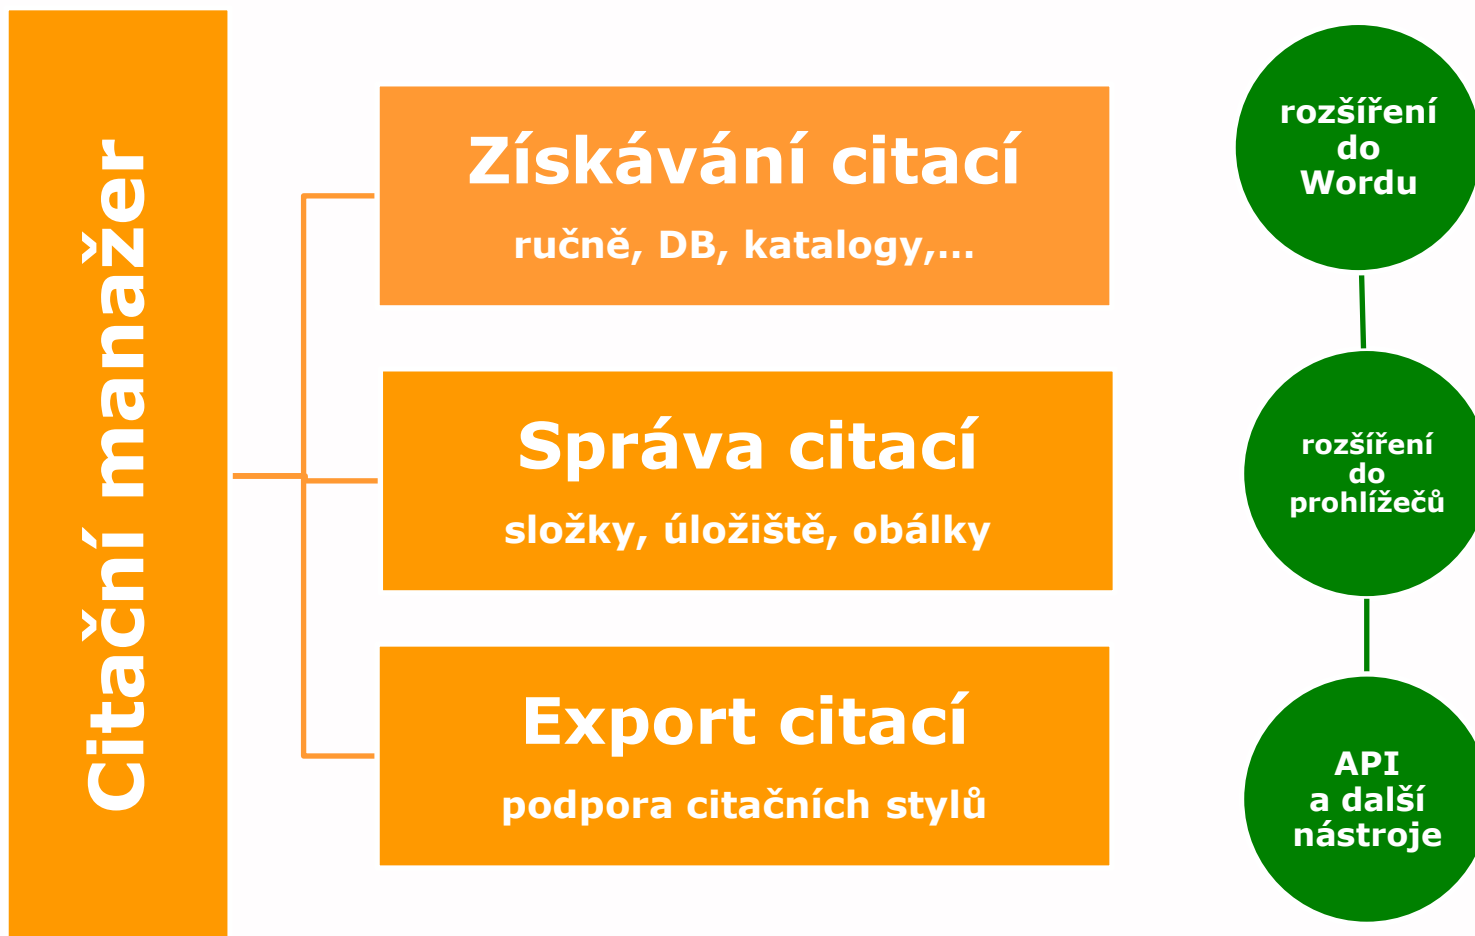 Citační manažer
Získávání citací
ručně, DB, katalogy,...
Správa citací
složky, úložiště, obálky
Export citací
podpora citačních stylů
rozšíření
do
Wordu
rozšíření
do
prohlížečů
API
a další
nástroje